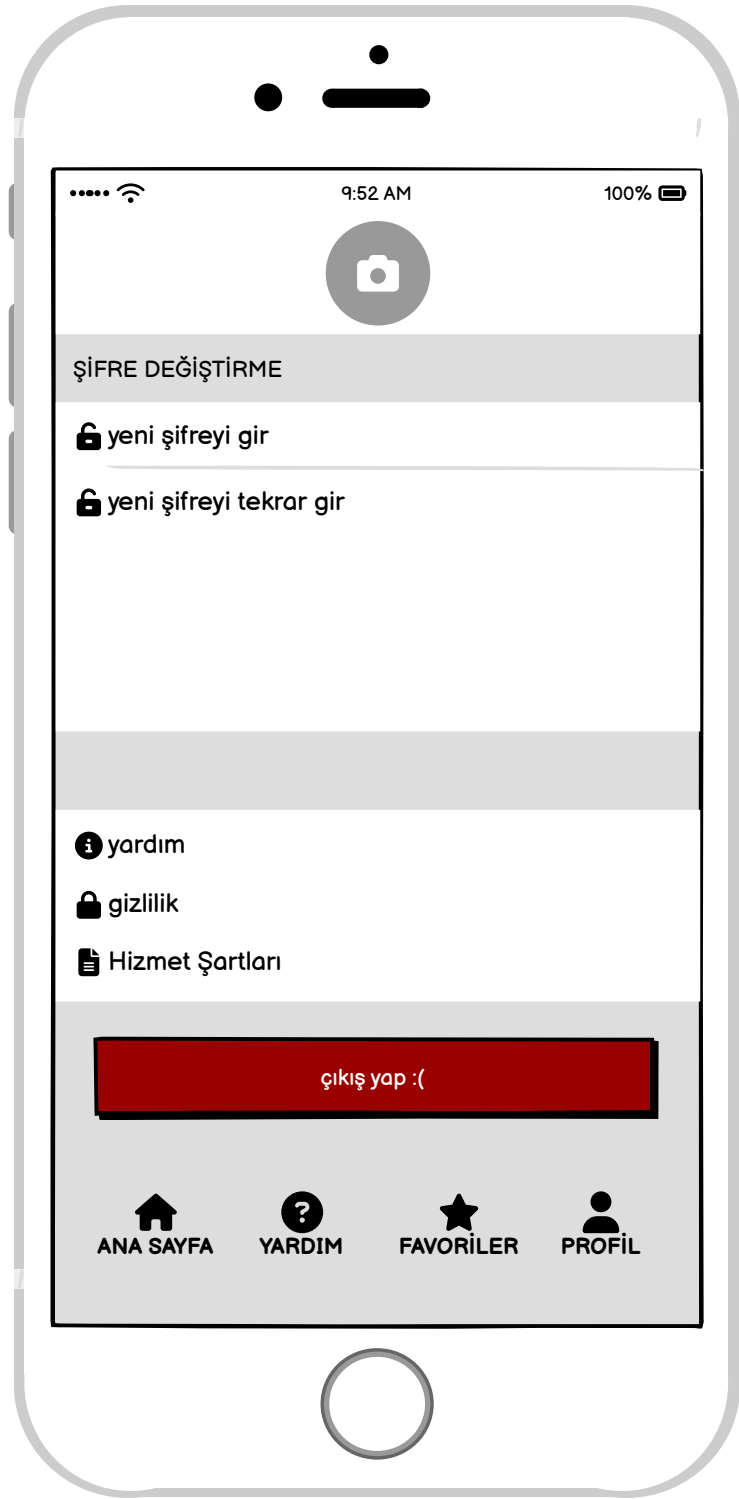 9:52 AM
100%
ŞİFRE DEĞİŞTİRME
yeni şifreyi gir
yeni şifreyi tekrar gir
yardım
gizlilik
Hizmet Şartları
çıkış yap :(
ANA SAYFA YARDIM FAVORİLER PROFİL